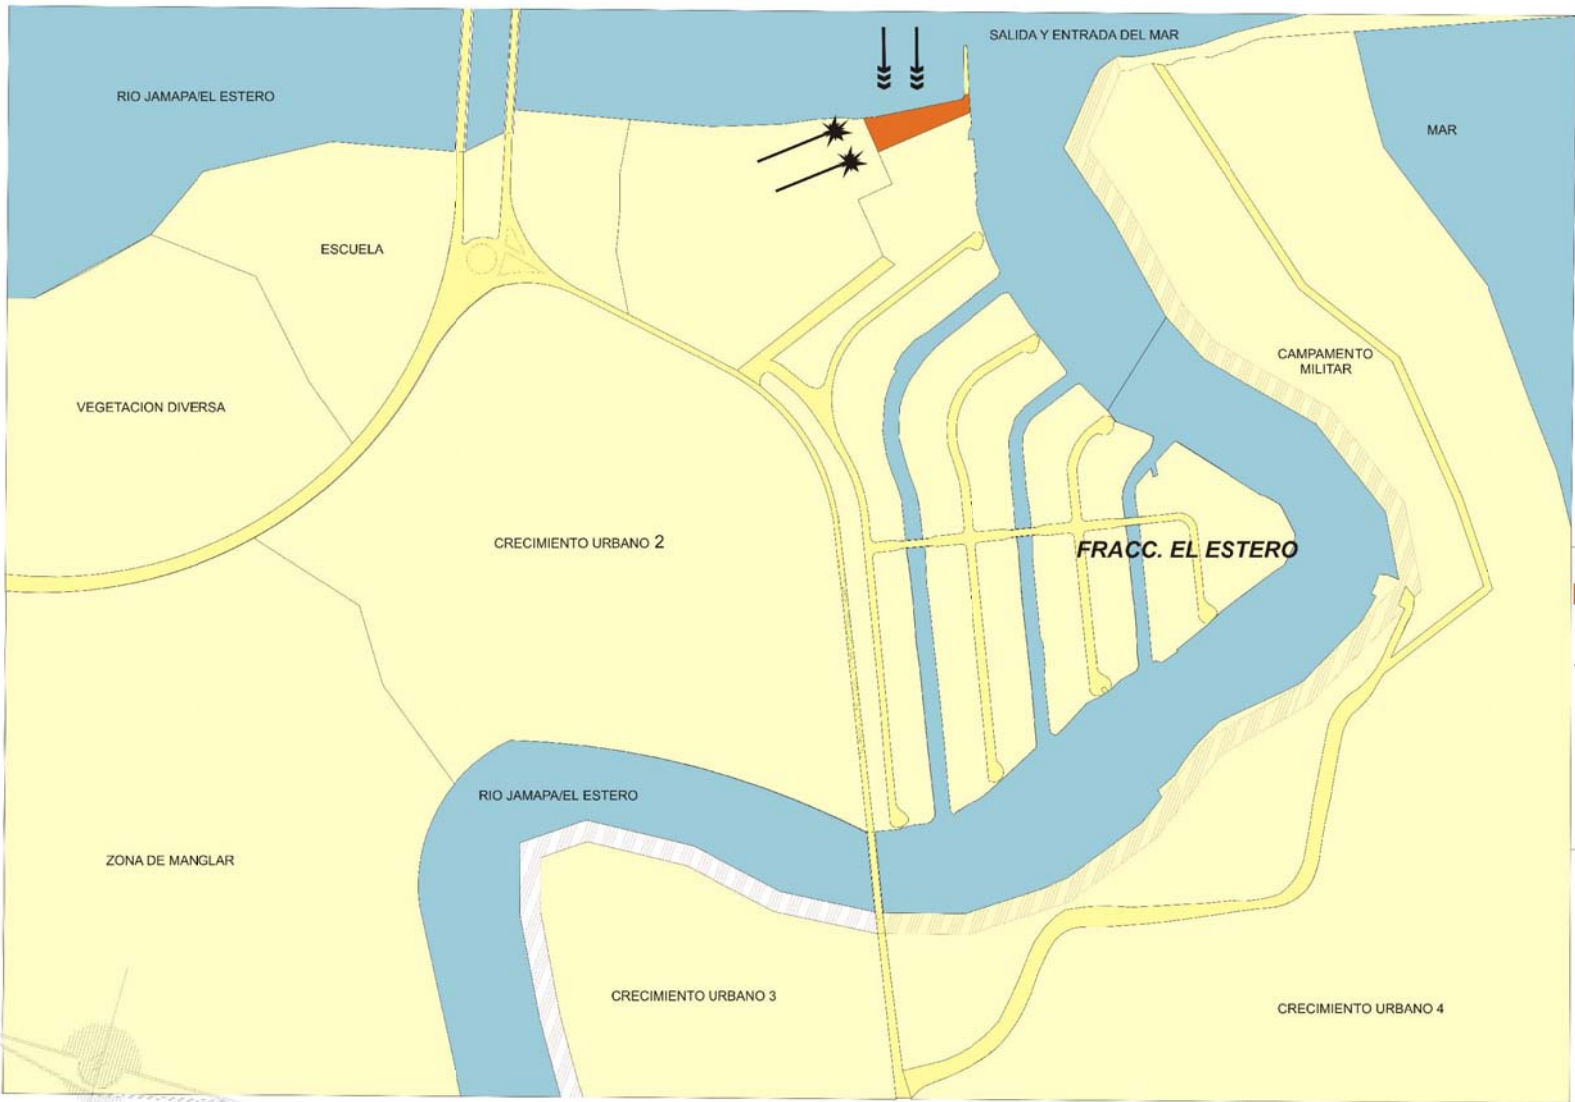 SALIDA Y ENTRADA DEL MAR
RIO JAMAPA/EL ESTERO
MAR
ESCUELA
CAMPAMENTO
MILITAR
VEGETACION DIVERSA
CRECIMIENTO URBANO 2
FRACC. EL ESTERO
RIO JAMAPA/EL ESTERO
ZONA DE MANGLAR
CRECIMIENTO URBANO 3
CRECIMIENTO URBANO 4